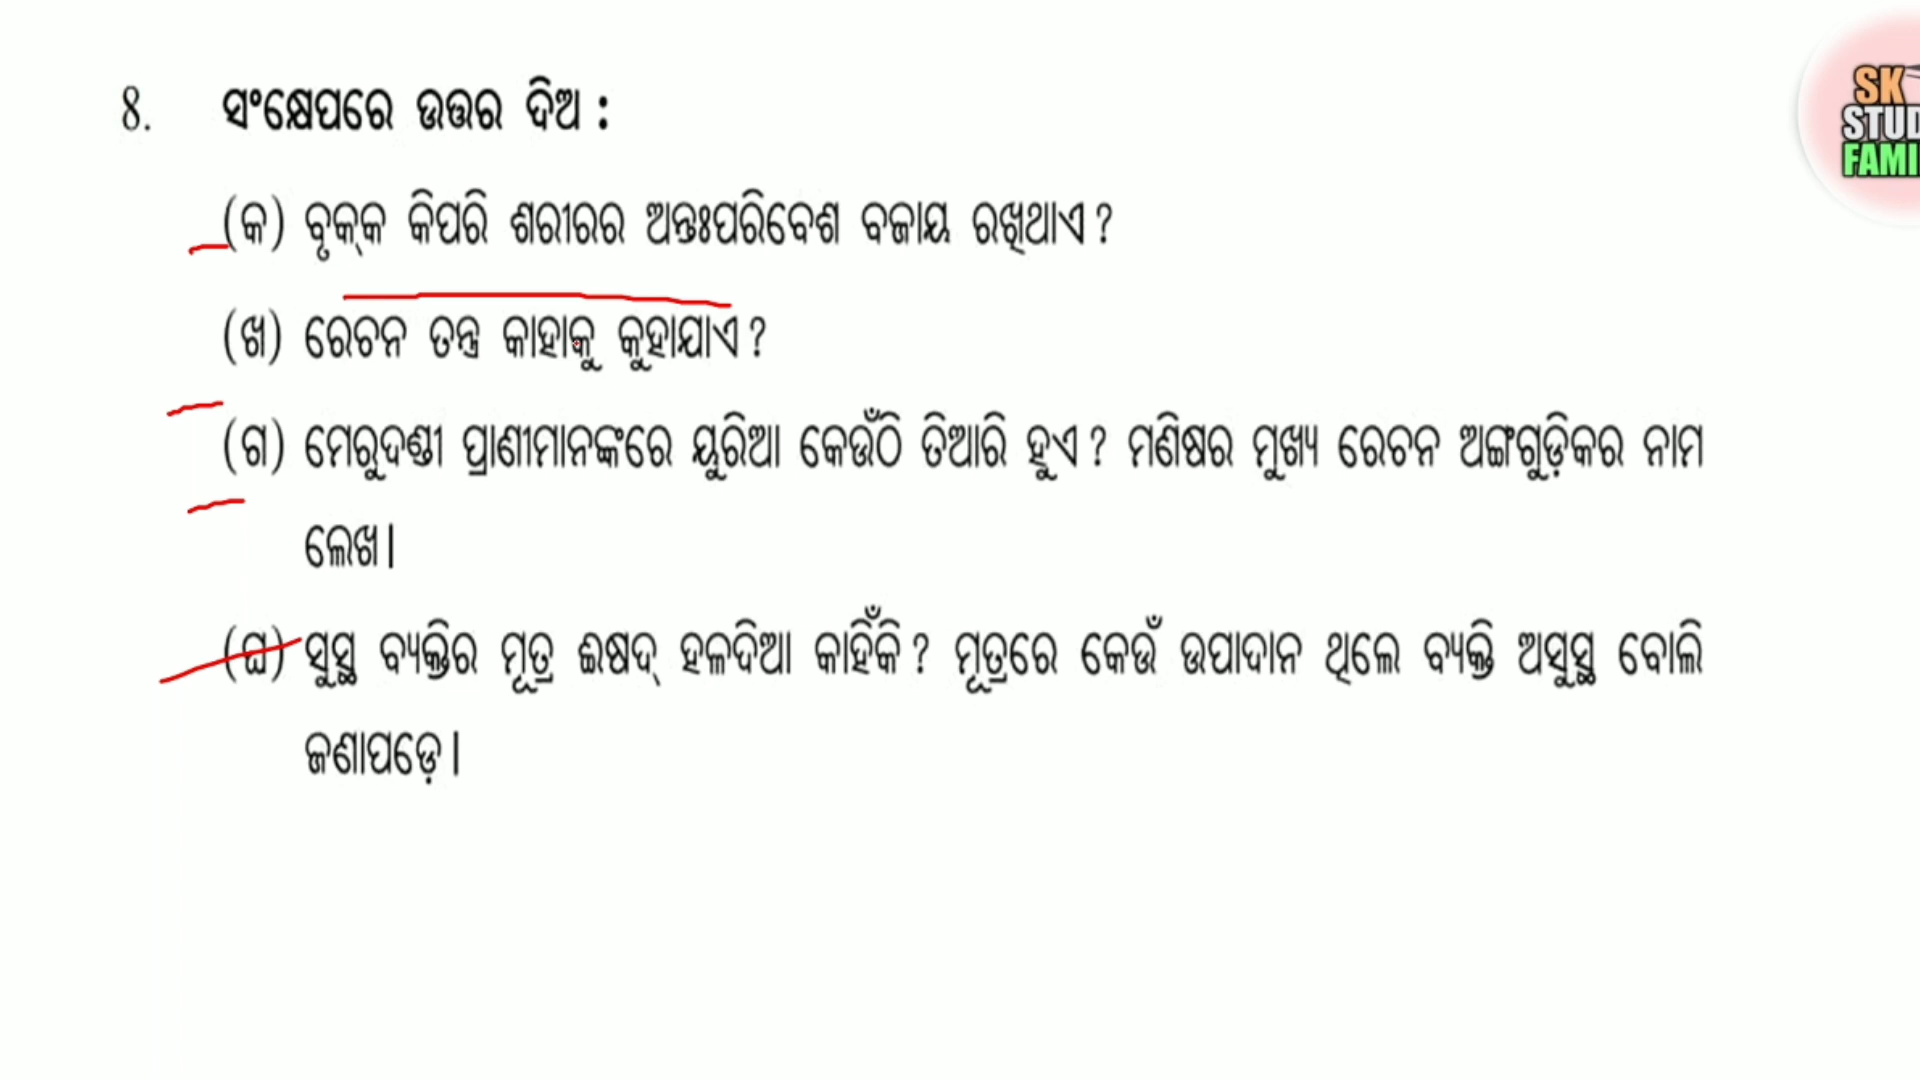 8. ସଂକ୍ଷେପରେ ଉତ୍ତର ଦିଅ :
(କ) ବୃକ୍‌କ କିପରି ଶରୀରର ଅନ୍ତଃପରିବେଶ ବଜାୟ ରଖିଥାଏ ?
(ଖ) ରେଚନ ତନ୍ତ୍ର କାହାକୁ କୁହାଯାଏ ?
(ଗ) ମେରୁଦଣ୍ଡୀ ପ୍ରାଣୀମାନଙ୍କରେ ୟୁରିଆ କେଉଁଠି ତିଆରି ହୁଏ ? ମଣିଷର ମୁଖ୍ୟ ରେଚନ ଅଙ୍ଗଗୁଡ଼ିକର ନାମ
ଲେଖ।
(ଘ) ସୁସ୍ଥ ବ୍ୟକ୍ତିର ମୂତ୍ର ଈଷଦ୍ ହଳଦିଆ କାହିଁକି ? ମୂତ୍ରରେ କେଉଁ ଉପାଦାନ ଥିଲେ ବ୍ୟକ୍ତି ଅସୁସ୍ଥ ବୋଲି
ଜଣାପଡ଼େ।
SK
STUD
FAMI